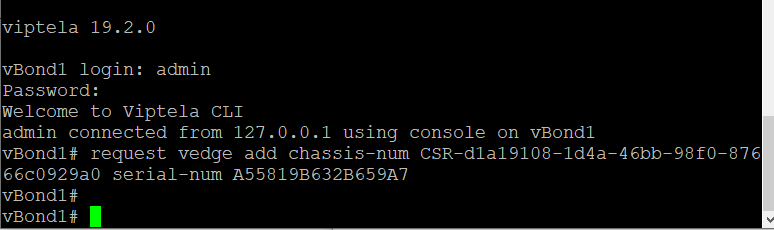 viptela 19.2.0
vBond1 login: admin
Password:
Welcome to Viptela CLI
admin connected from 127.0.0.1 using console on vBond1
vBond1# request vedge add chassis-num CSR-d1a19108-1d4a-46bb-98f0-876
66c0929a0 serial-num A55819B632B659A7
vBond1#
vBond1#